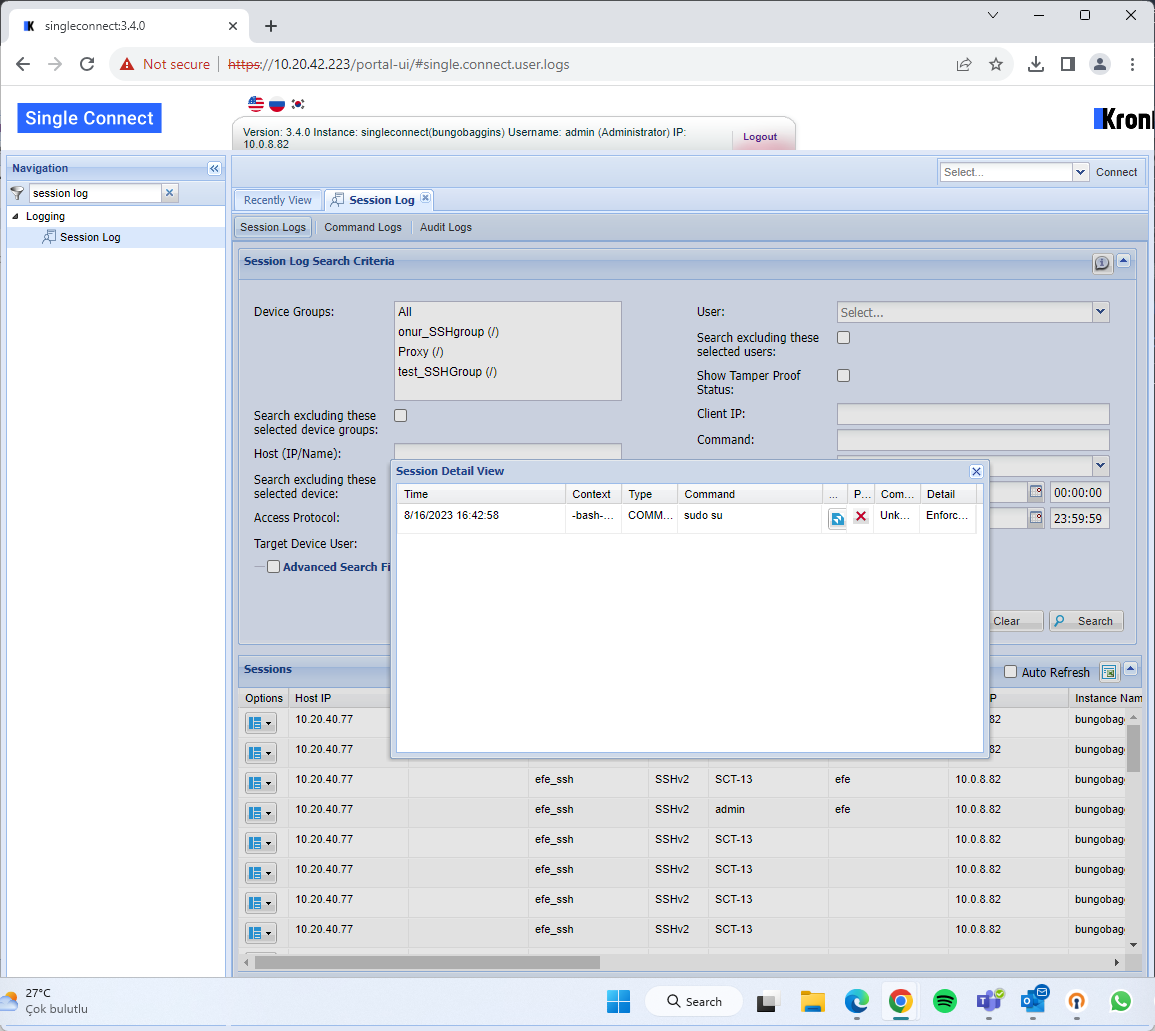 singleconnect:3.4.0
Not secure
https://10.20.42.223/portal-ui/#single.connect.user.logs
Single Connect
Version: 3.4.0 Instance: singleconnect(bungobaggins) Username: admin (Administrator) IP:
10.0.8.82
Logout
Kront
Navigation
Select...
Connect
session log
Logging
Session Log
Recently View
Session Log
Session Logs
Command Logs
Audit Logs
Session Log Search Criteria
Device Groups:
All
onur_SSHgroup (/)
Proxy (/)
test_SSHGroup (/)
Search excluding these
selected device groups:
Host (IP/Name):
Search excluding these
selected device:
Access Protocol:
Target Device User:
Advanced Search Fi
User:
Select...
Search excluding these
selected users:
Show Tamper Proof
Status:
Client IP:
Command:
00:00:00
23:59:59
Clear
Search
Session Detail View
Time Context Type Command ... P... Com... Detail
8/16/2023 16:42:58 -bash-... COMM... sudo su Unk... Enforc...
Sessions
Auto Refresh
Options Host IP P Instance Nam
10.20.40.77 82 bungobag
10.20.40.77 82 bungobag
10.20.40.77 efe_ssh SSHv2 SCT-13 efe 10.0.8.82 bungobag
10.20.40.77 efe_ssh SSHv2 admin efe 10.0.8.82 bungobag
10.20.40.77 efe_ssh SSHv2 SCT-13 10.0.8.82 bungobag
10.20.40.77 efe_ssh SSHv2 SCT-13 10.0.8.82 bungobag
10.20.40.77 efe_ssh SSHv2 SCT-13 10.0.8.82 bungobag
10.20.40.77 efe_ssh SSHv2 SCT-13 10.0.8.82 bungobag
27°C
Çok bulutlu
Search